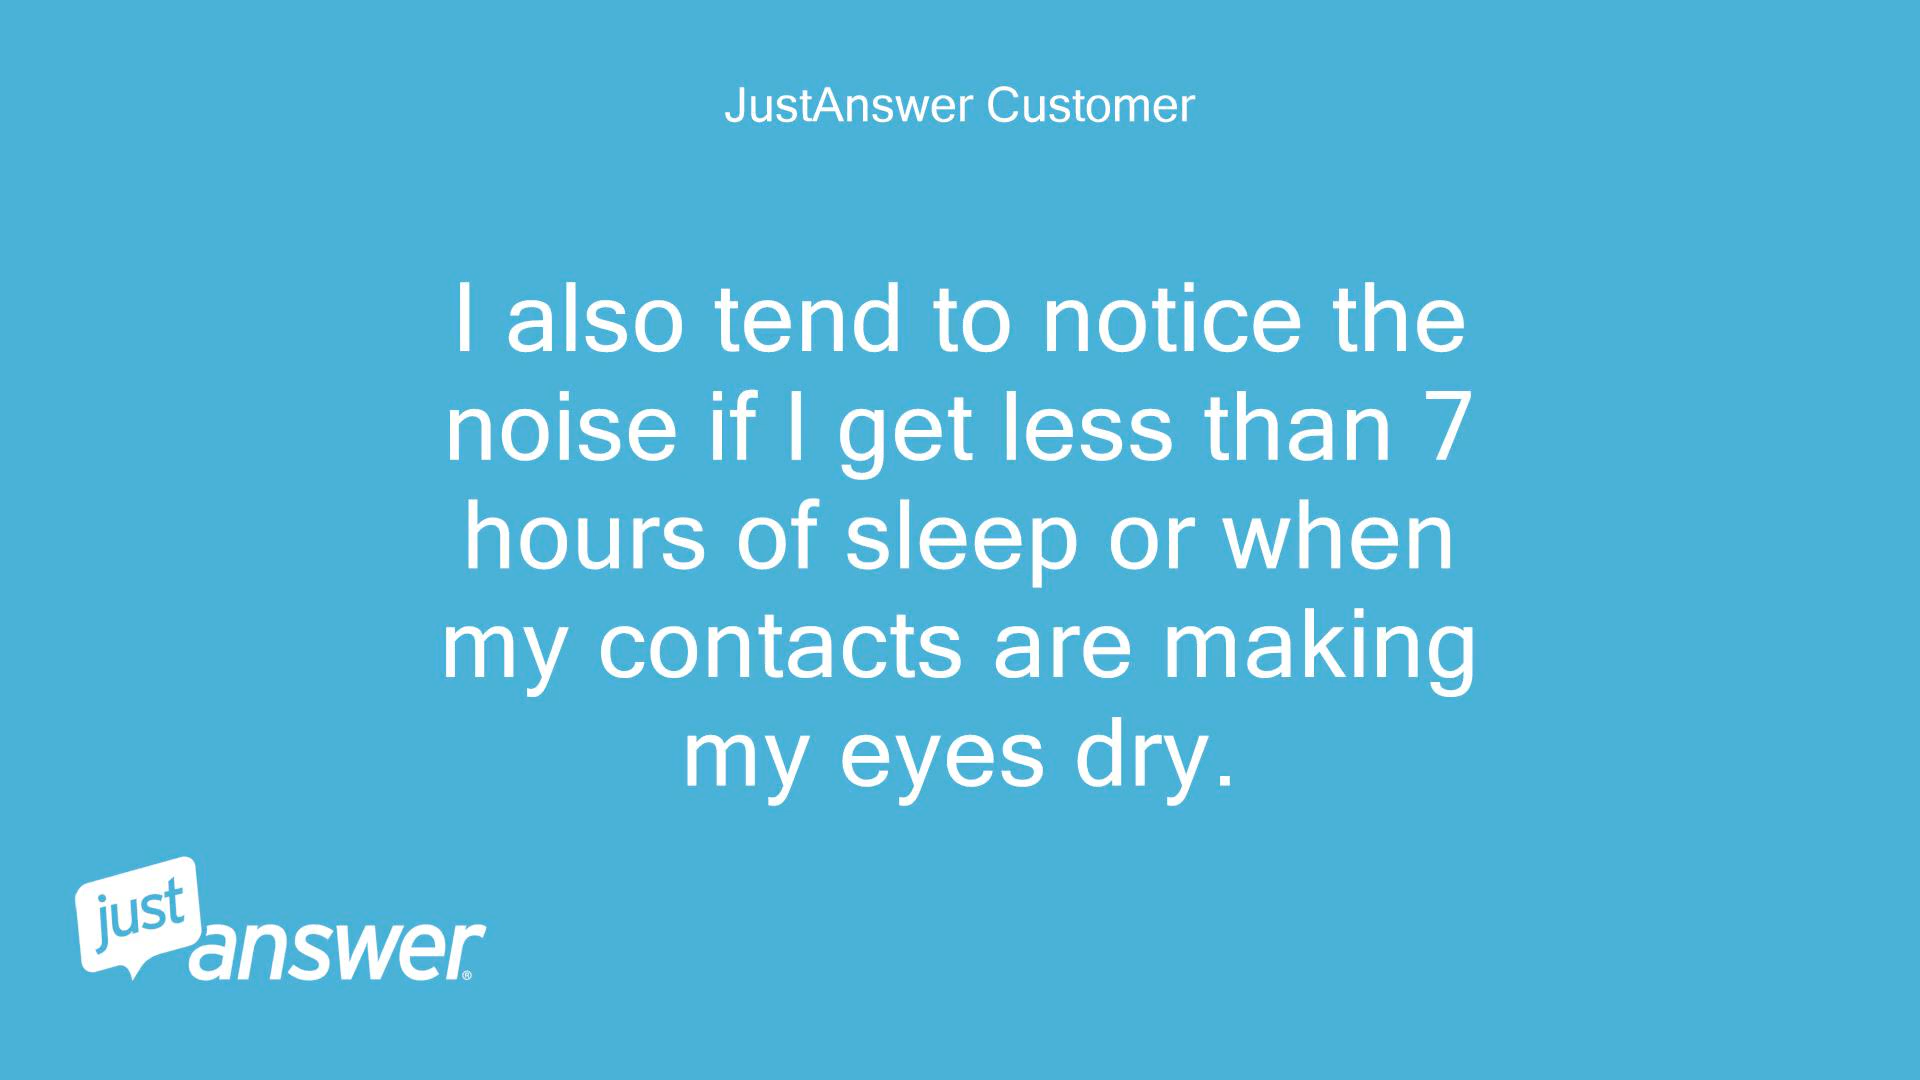 JustAnswer Customer
I also tend to notice the
noise if I get less than 7
hours of sleep or when
my contacts are making
my eyes dry.
just
answer®